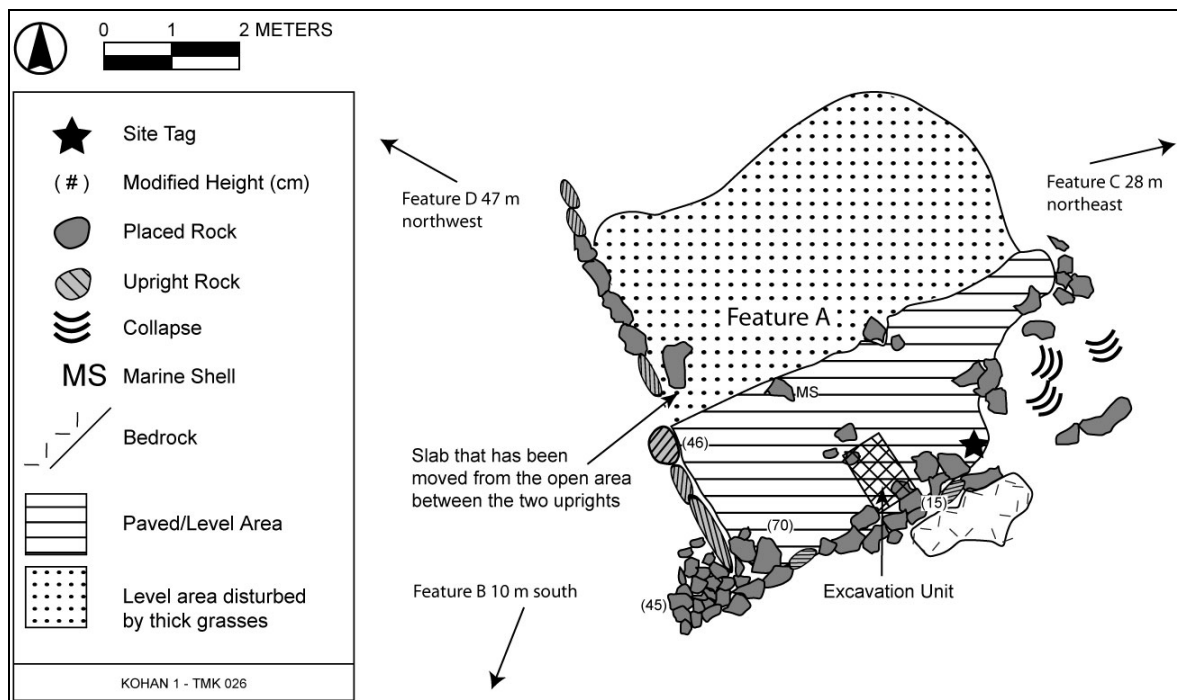 0 1 2 METERS
Site Tag
(#) Modified Height (cm)
Placed Rock
Upright Rock
Collapse
MS Marine Shell
Bedrock
Paved/Level Area
Level area disturbed
by thick grasses
KOHAN 1 - TMK 026
Feature D 47 m
northwest
Feature C 28 m
northeast
Feature A
MS
(46)
Slab that has been
moved from the open area
between the two uprights
(15)
(70)
Excavation Unit
Feature B 10 m south
(45)